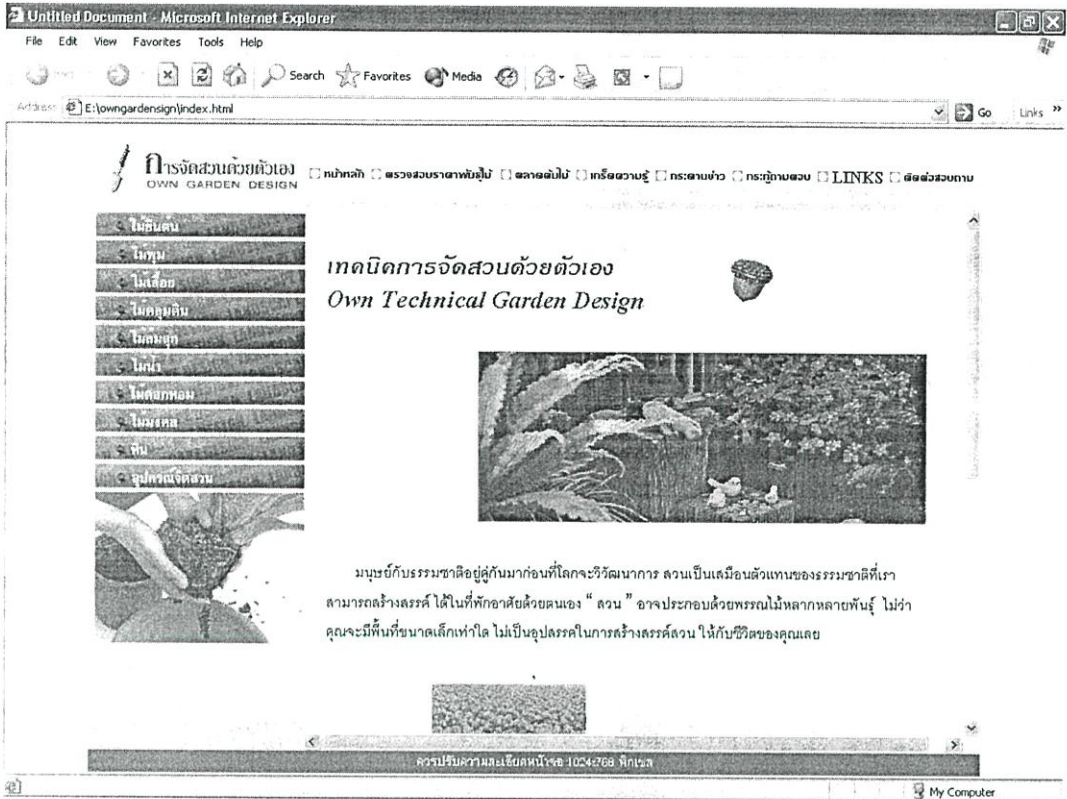 Untitled Document - Microsoft Internet Explorer
File Edit View Favorites Tools Help
Search Favorites Media
Address E:\owngardensign\index.html Go Links »
การจัดสวนด้วยตัวเอง
OWN GARDEN DESIGN
หน้าหลัก ตรวจสอบราคาพันธุ์ไม้ ตลาดต้นไม้ เกร็ดความรู้ กระดานข่าว กระทู้ถามตอบ LINKS ติดต่อสอบถาม
ไม้ยืนต้น
ไม้พุ่ม
ไม้เลื้อย
ไม้คลุมดิน
ไม้ล้มลุก
ไม้น้ำ
ไม้ดอกหอม
ไม้มงคล
หิน
อุปกรณ์จัดสวน
เทคนิคการจัดสวนด้วยตัวเอง
Own Technical Garden Design
มนุษย์กับธรรมชาติอยู่คู่กันมาก่อนที่โลกจะวิวัฒนาการ สวนเป็นเสมือนตัวแทนของธรรมชาติที่เรา
สามารถสร้างสรรค์ ได้ในที่พักอาศัยด้วยตนเอง “ สวน ” อาจประกอบด้วยพรรณไม้หลากหลายพันธุ์ ไม่ว่า
คุณจะมีพื้นที่ขนาดเล็กเท่าใด ไม่เป็นอุปสรรคในการสร้างสรรค์สวน ให้กับชีวิตของคุณเลย
ควรปรับความละเอียดหน้าจอ 1024x768 พิกเซล
My Computer